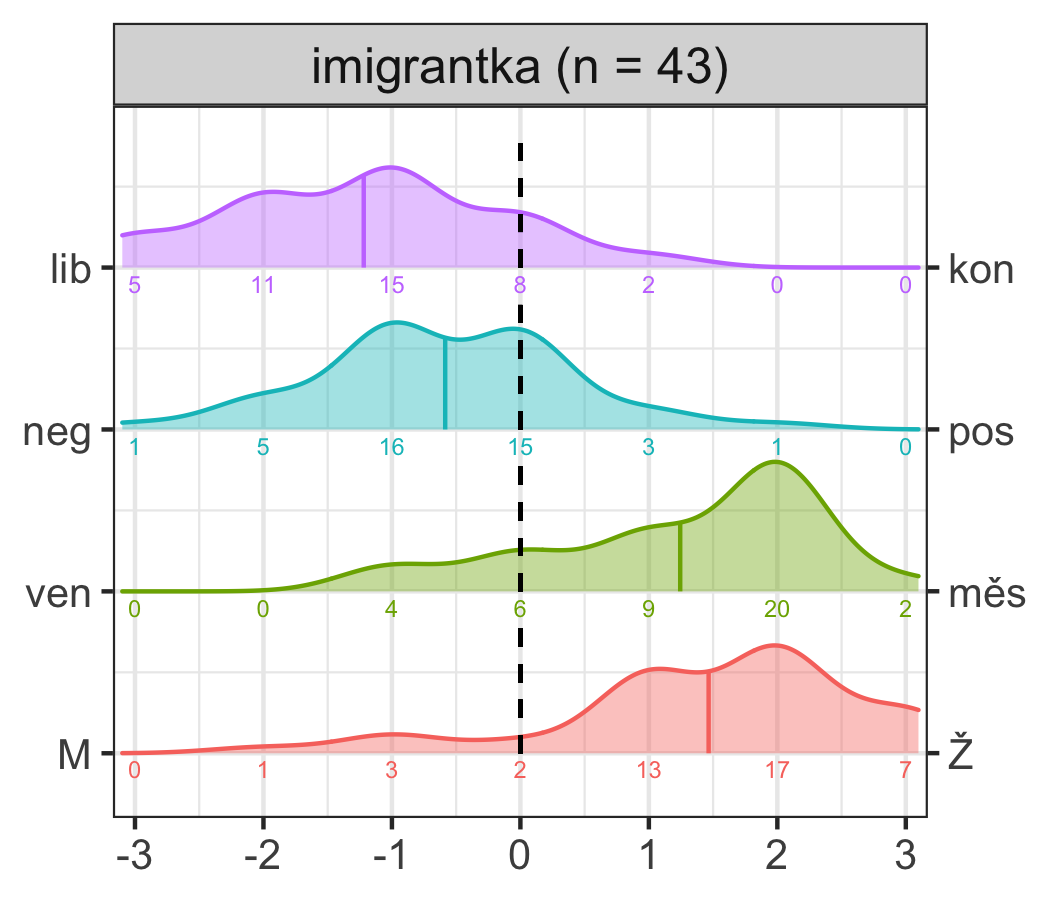 imigrantka (n = 43)
lib kon
5 11 15 8 2 0 0
neg pos
1 5 16 15 3 1 0
ven měs
0 0 4 6 9 20 2
M Ž
0 1 3 2 13 17 7
-3 -2 -1 0 1 2 3